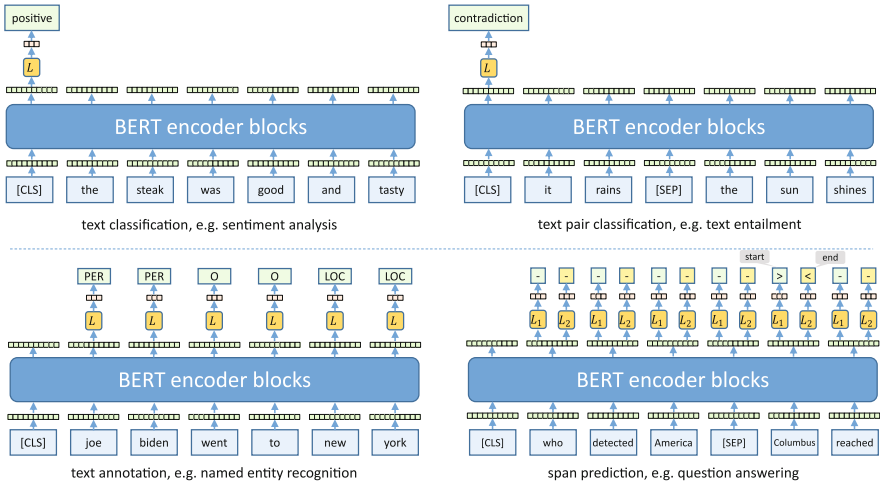 positive
L
BERT encoder blocks
[CLS] the steak was good and tasty
text classification, e.g. sentiment analysis
contradiction
L
BERT encoder blocks
[CLS] it rains [SEP] the sun shines
text pair classification, e.g. text entailment
PER PER O O LOC LOC
L L L L L L
BERT encoder blocks
[CLS] joe biden went to new york
text annotation, e.g. named entity recognition
start end
- - - - - - - - > < - -
L1 L2 L1 L2 L1 L2 L1 L2 L1 L2 L1 L2
BERT encoder blocks
[CLS] who detected America [SEP] Columbus reached
span prediction, e.g. question answering